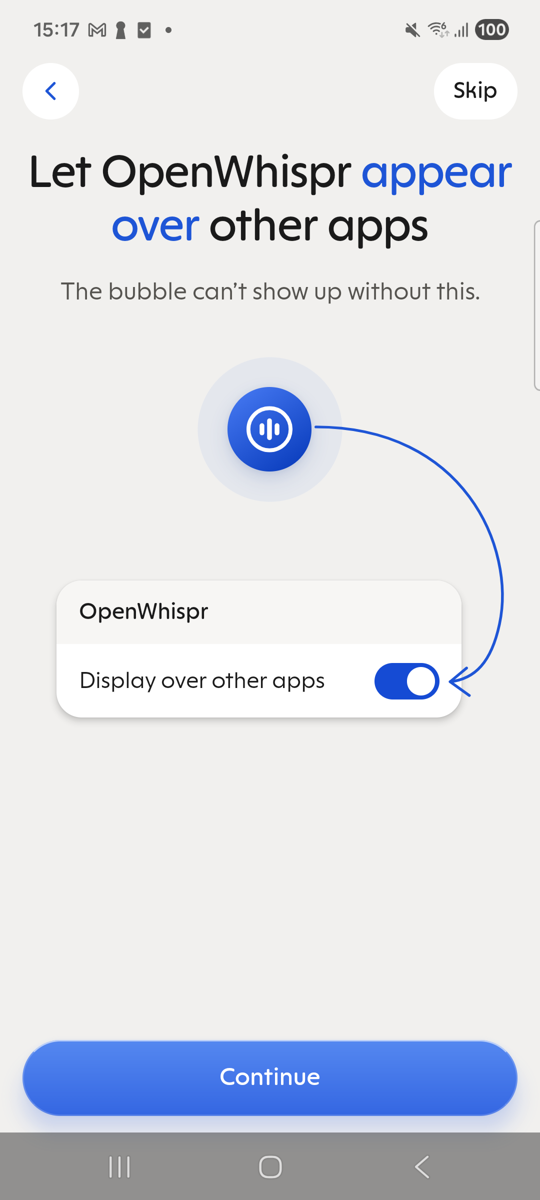 15:17
100
Skip
Let OpenWhispr appear
over other apps
The bubble can't show up without this.
OpenWhispr
Display over other apps
Continue